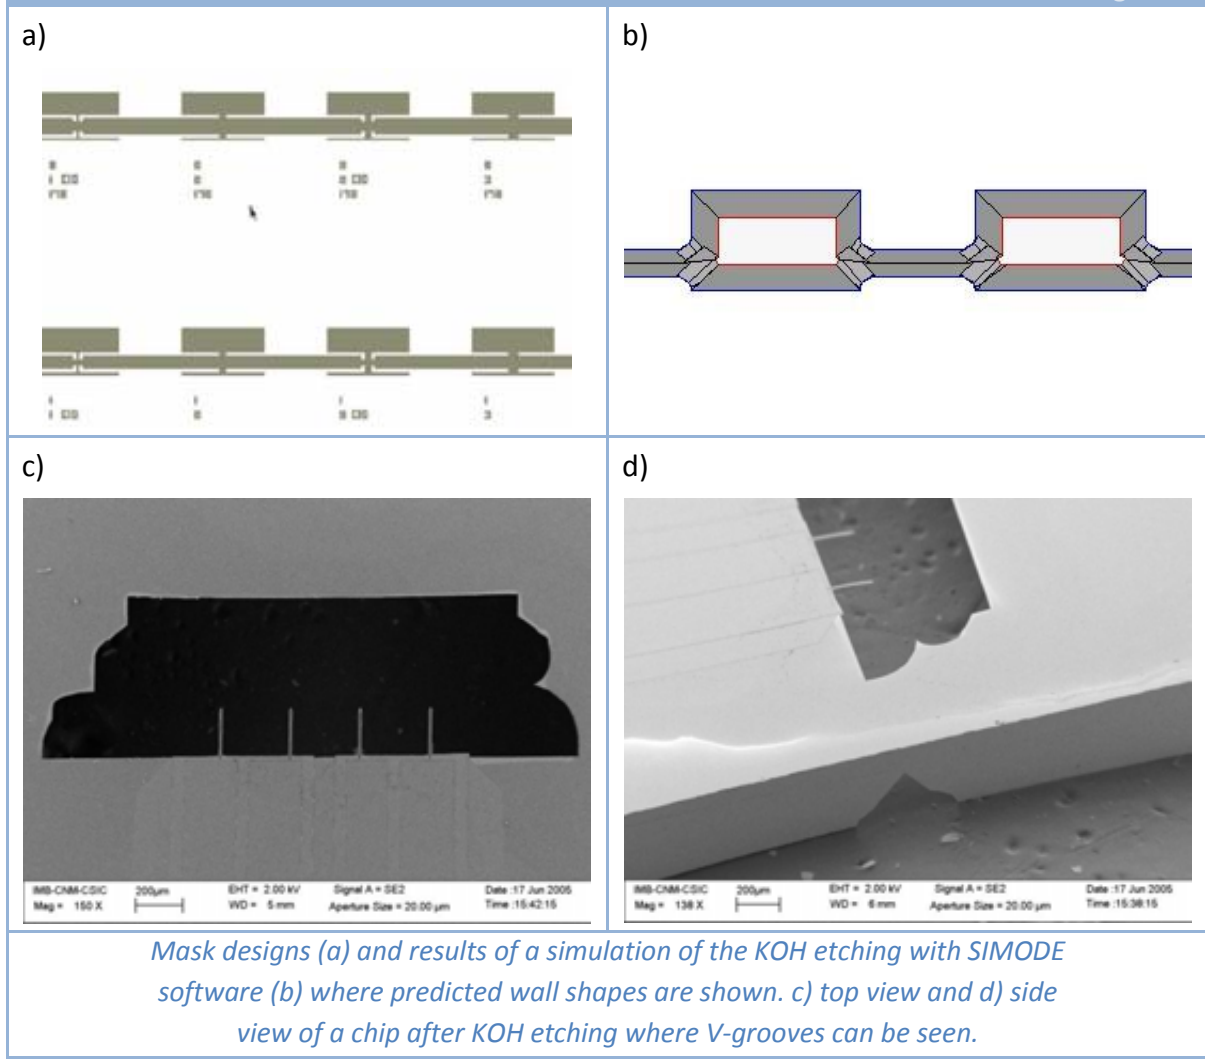 a)
b)
c)
d)
IMB-CNM-CSIC 200µm EHT = 2.00 kV Signal A = SE2 Date :17 Jun 2005
Mag = 150 X WD = 5 mm Aperture Size = 20.00 µm Time :15:42:15
IMB-CNM-CSIC 200µm EHT = 2.00 kV Signal A = SE2 Date :17 Jun 2005
Mag = 138 X WD = 6 mm Aperture Size = 20.00 µm Time :15:38:15
Mask designs (a) and results of a simulation of the KOH etching with SIMODE
software (b) where predicted wall shapes are shown. c) top view and d) side
view of a chip after KOH etching where V-grooves can be seen.